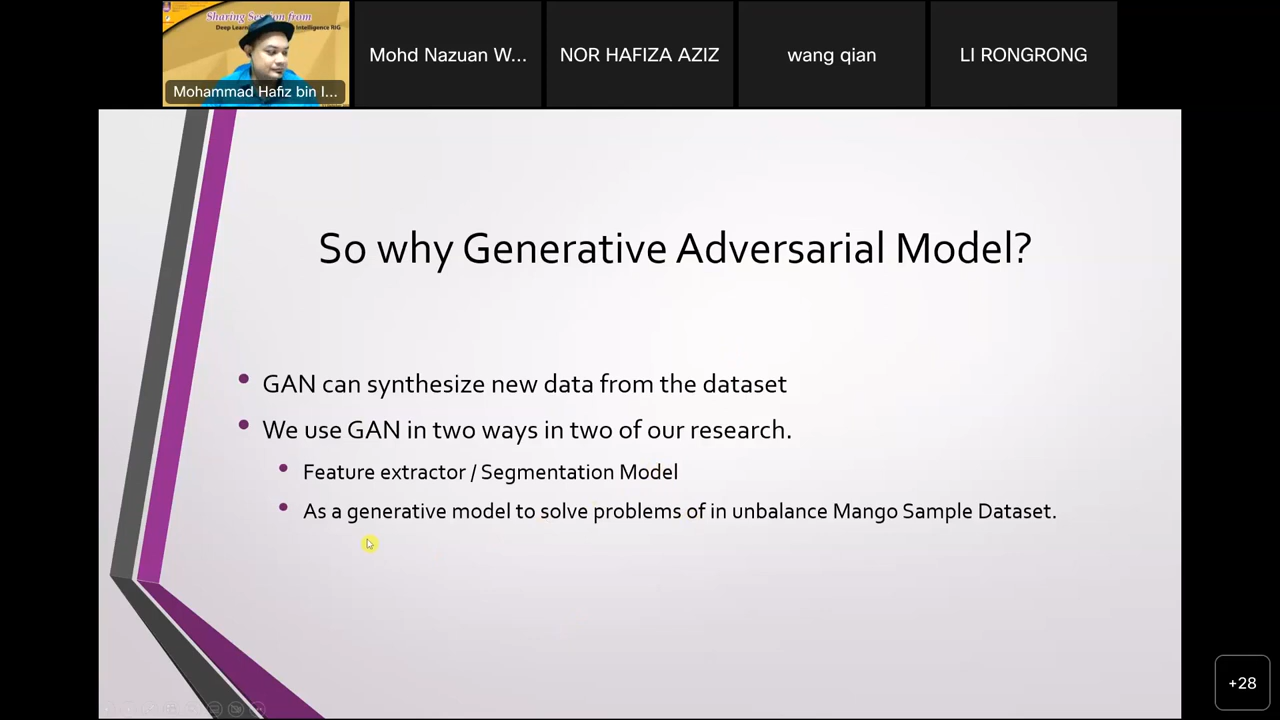 Sharing Session from
Deep Learn
Intelligence RIG
Mohammad Hafiz bin I...
Mohd Nazuan W...
NOR HAFIZA AZIZ
wang qian
LI RONGRONG
So why Generative Adversarial Model?
GAN can synthesize new data from the dataset
We use GAN in two ways in two of our research.
Feature extractor / Segmentation Model
As a generative model to solve problems of in unbalance Mango Sample Dataset.
+28